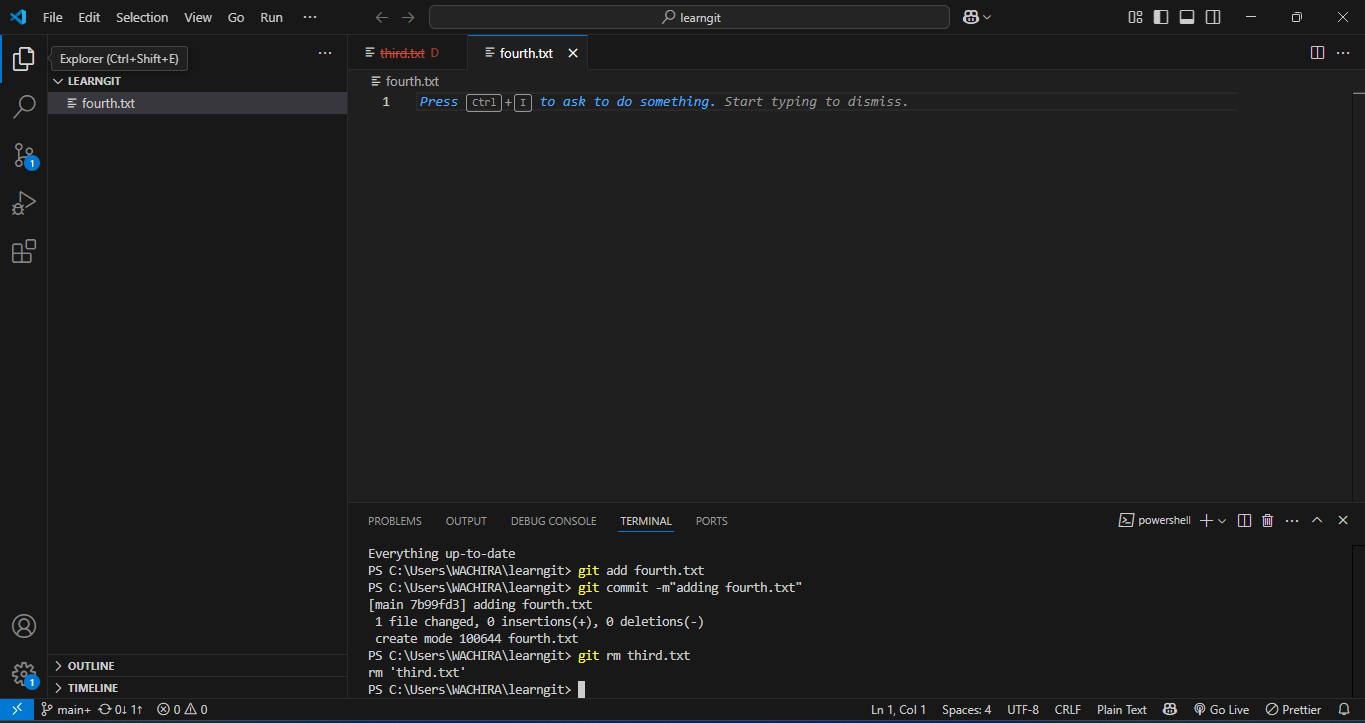 File Edit Selection View Go Run ···
learngit
Explorer (Ctrl+Shift+E)
LEARNGIT
fourth.txt
OUTLINE
TIMELINE
third.txt D
fourth.txt
fourth.txt
1 Press Ctrl + I to ask to do something. Start typing to dismiss.
PROBLEMS OUTPUT DEBUG CONSOLE TERMINAL PORTS
powershell
Everything up-to-date
PS C:\Users\WACHIRA\learngit> git add fourth.txt
PS C:\Users\WACHIRA\learngit> git commit -m"adding fourth.txt"
[main 7b99fd3] adding fourth.txt
 1 file changed, 0 insertions(+), 0 deletions(-)
 create mode 100644 fourth.txt
PS C:\Users\WACHIRA\learngit> git rm third.txt
rm 'third.txt'
PS C:\Users\WACHIRA\learngit>
1
1
main+ 0↓ 1↑ 0 0
Ln 1, Col 1 Spaces: 4 UTF-8 CRLF Plain Text Go Live Prettier